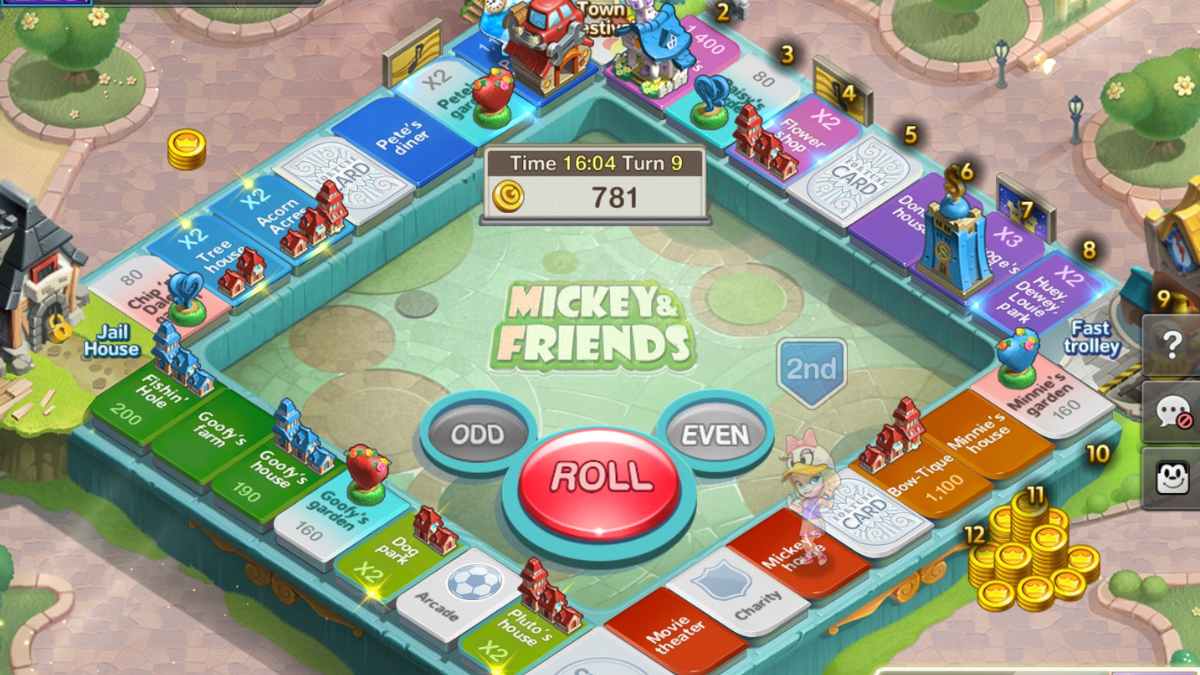 Town
2
1,400
3
80
X2
4
Pete's
X2
Flower
shop
5
Pete's
diner
FORTUNE
CARD
6
Time 16:04 Turn 9
781
CARD
7
X3
8
X2
Acorn
X2
Huey,
Dewey,
Louie
park
X2
Tree
house
80
9
Jail
House
MICKEY&
FRIENDS
Fast
trolley
?
2nd
Minnie's
garden
160
Fishin'
Hole
200
Goofy's
farm
ODD
EVEN
Minnie's
house
ROLL
Goofy's
house
190
10
Bow-Tique
1,100
Goofy's
garden
160
FORTUNE
CARD
11
12
Dog
park
X2
Arcade
Charity
Pluto's
house
X2
Movie
theater